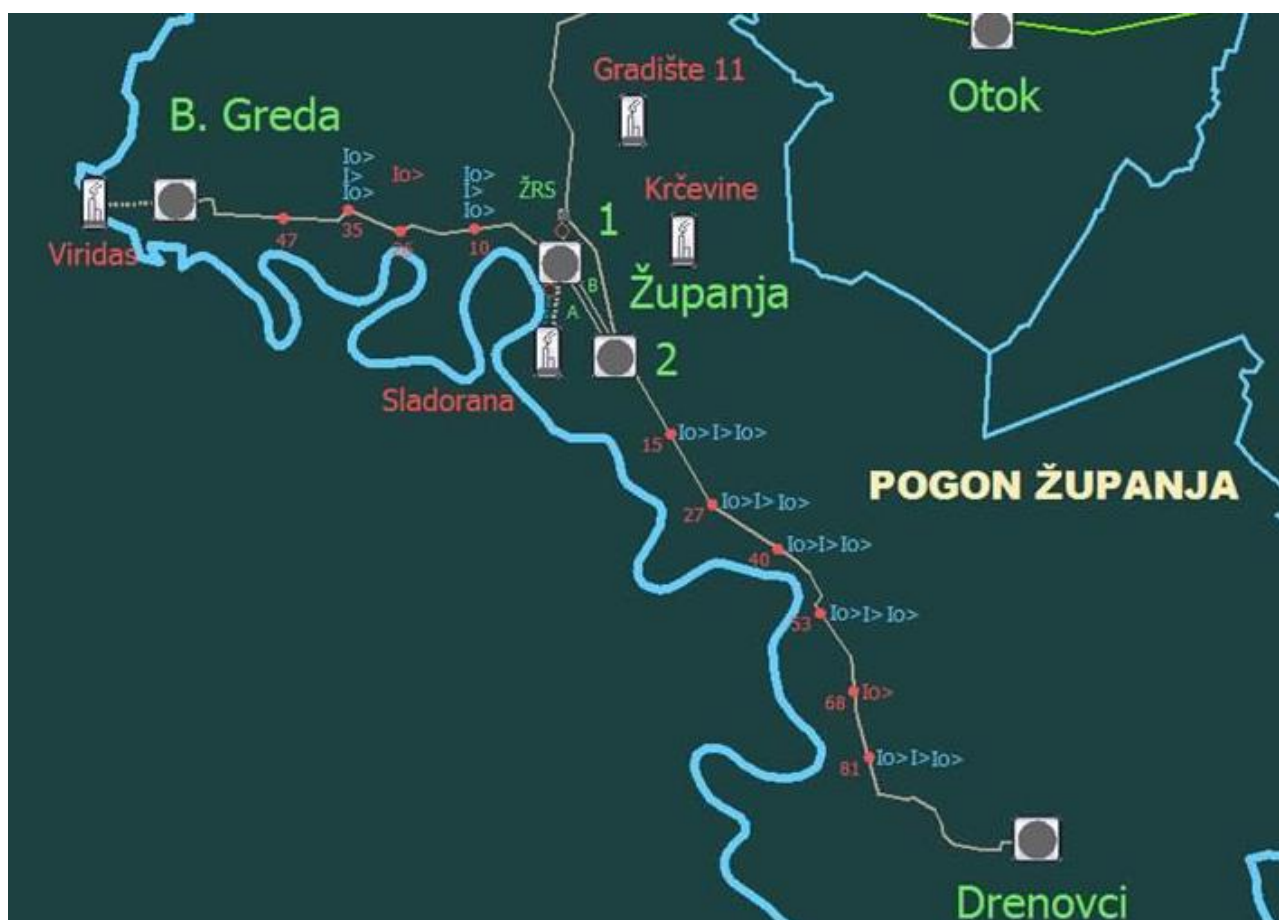 Gradište 11
Otok
B. Greda
Io>
I>
Io>
Io>
Io>
I>
Io>
ŽRS
Krčevine
1
47
35
10
Viridas
B
A
Županja
2
Sladorana
15
Io>I>Io>
POGON ŽUPANJA
27
Io>I>Io>
40
Io>I>Io>
53
Io>I>Io>
68
Io>
81
Io>I>Io>
Drenovci